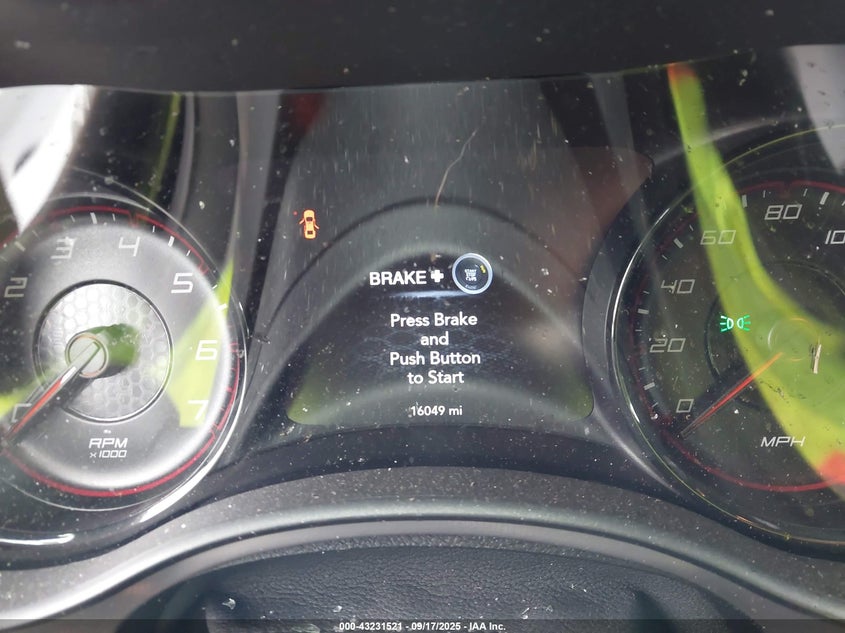 2 3 4 5 6 7
RPM
x1000
BRAKE +
START
Press Brake
and
Push Button
to Start
16049 mi
0 20 40 60 80
MPH
000-43231521 - 09/17/2025 - IAA Inc.